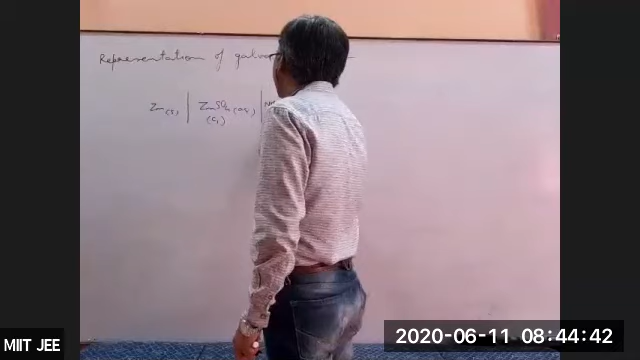 Representation of galva
Zn(s) | ZnSO4(aq) |
(C1)
MIIT JEE
2020-06-11 08:44:42